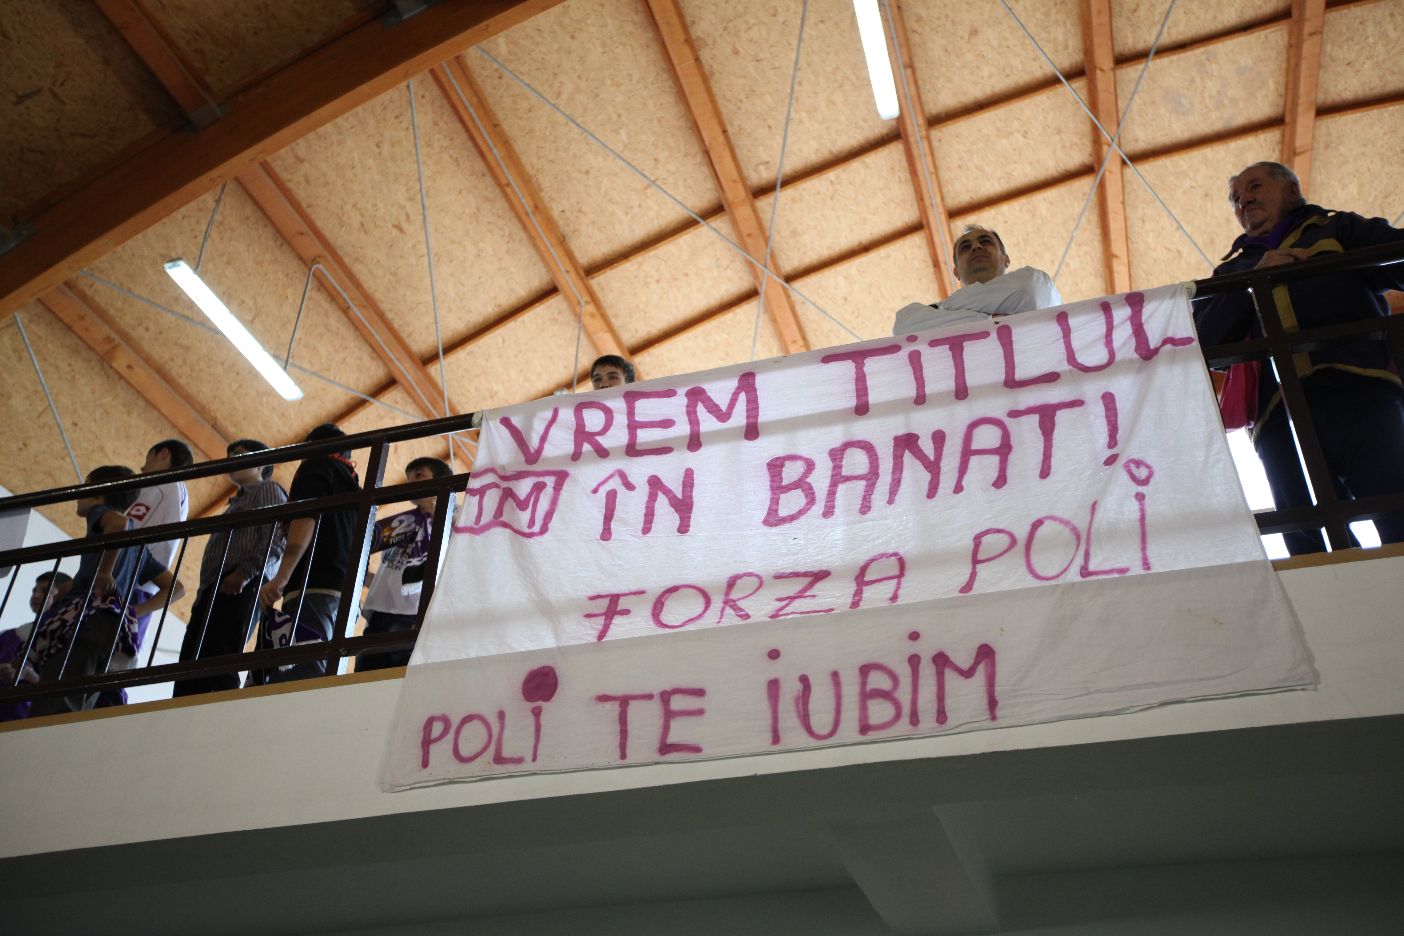 VREM TITLUL
TM ÎN BANAT!
FORZA POLI
POLI TE IUBIM